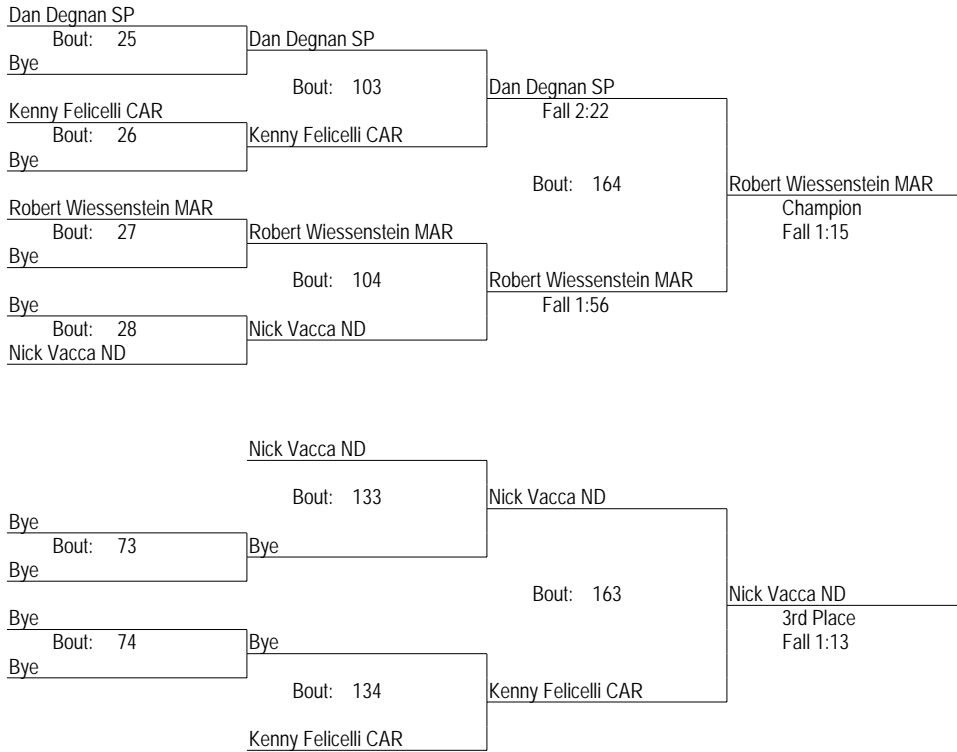 Dan Degnan SP
Bout: 25
Dan Degnan SP
Bye
Bout: 103
Dan Degnan SP
Fall 2:22
Kenny Felicelli CAR
Bout: 26
Kenny Felicelli CAR
Bye
Bout: 164
Robert Wiessenstein MAR
Champion
Fall 1:15
Robert Wiessenstein MAR
Bout: 27
Robert Wiessenstein MAR
Bye
Bout: 104
Robert Wiessenstein MAR
Fall 1:56
Bye
Bout: 28
Nick Vacca ND
Nick Vacca ND
Nick Vacca ND
Bout: 133
Nick Vacca ND
Bye
Bout: 73
Bye
Bye
Bout: 163
Nick Vacca ND
3rd Place
Fall 1:13
Bye
Bout: 74
Bye
Bye
Bout: 134
Kenny Felicelli CAR
Kenny Felicelli CAR